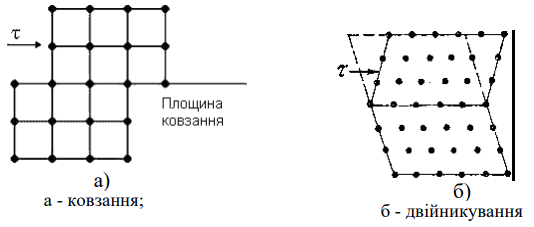 τ
Площина
ковзання
а)
а - ковзання;
τ
б)
б - двійникування